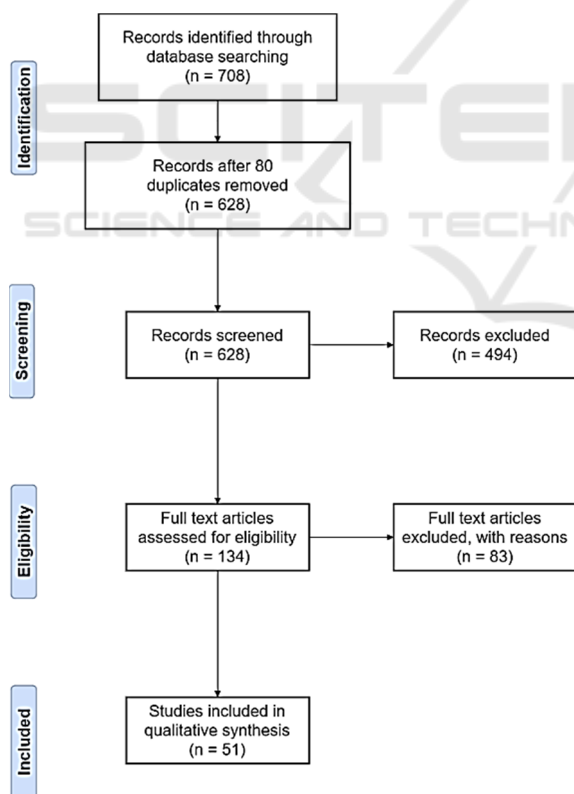 Identification
Records identified through
database searching
(n = 708)
Records after 80
duplicates removed
(n = 628)
SCIENCE AND TECHN
Screening
Records screened
(n = 628)
Records excluded
(n = 494)
Eligibility
Full text articles
assessed for eligibility
(n = 134)
Full text articles
excluded, with reasons
(n = 83)
Included
Studies included in
qualitative synthesis
(n = 51)